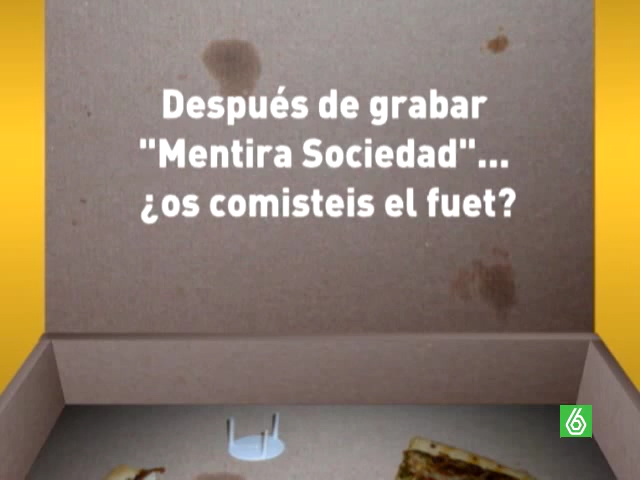 Después de grabar
"Mentira Sociedad"...
¿os comisteis el fuet?
6